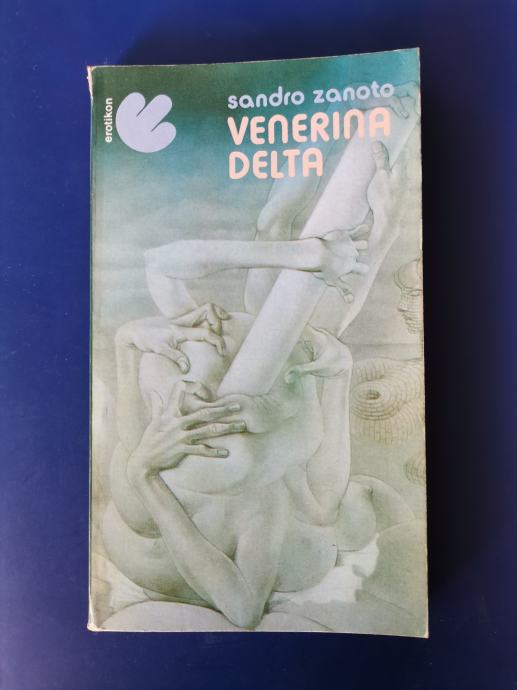 erotikon
sandro zanoto
VENERINA
DELTA